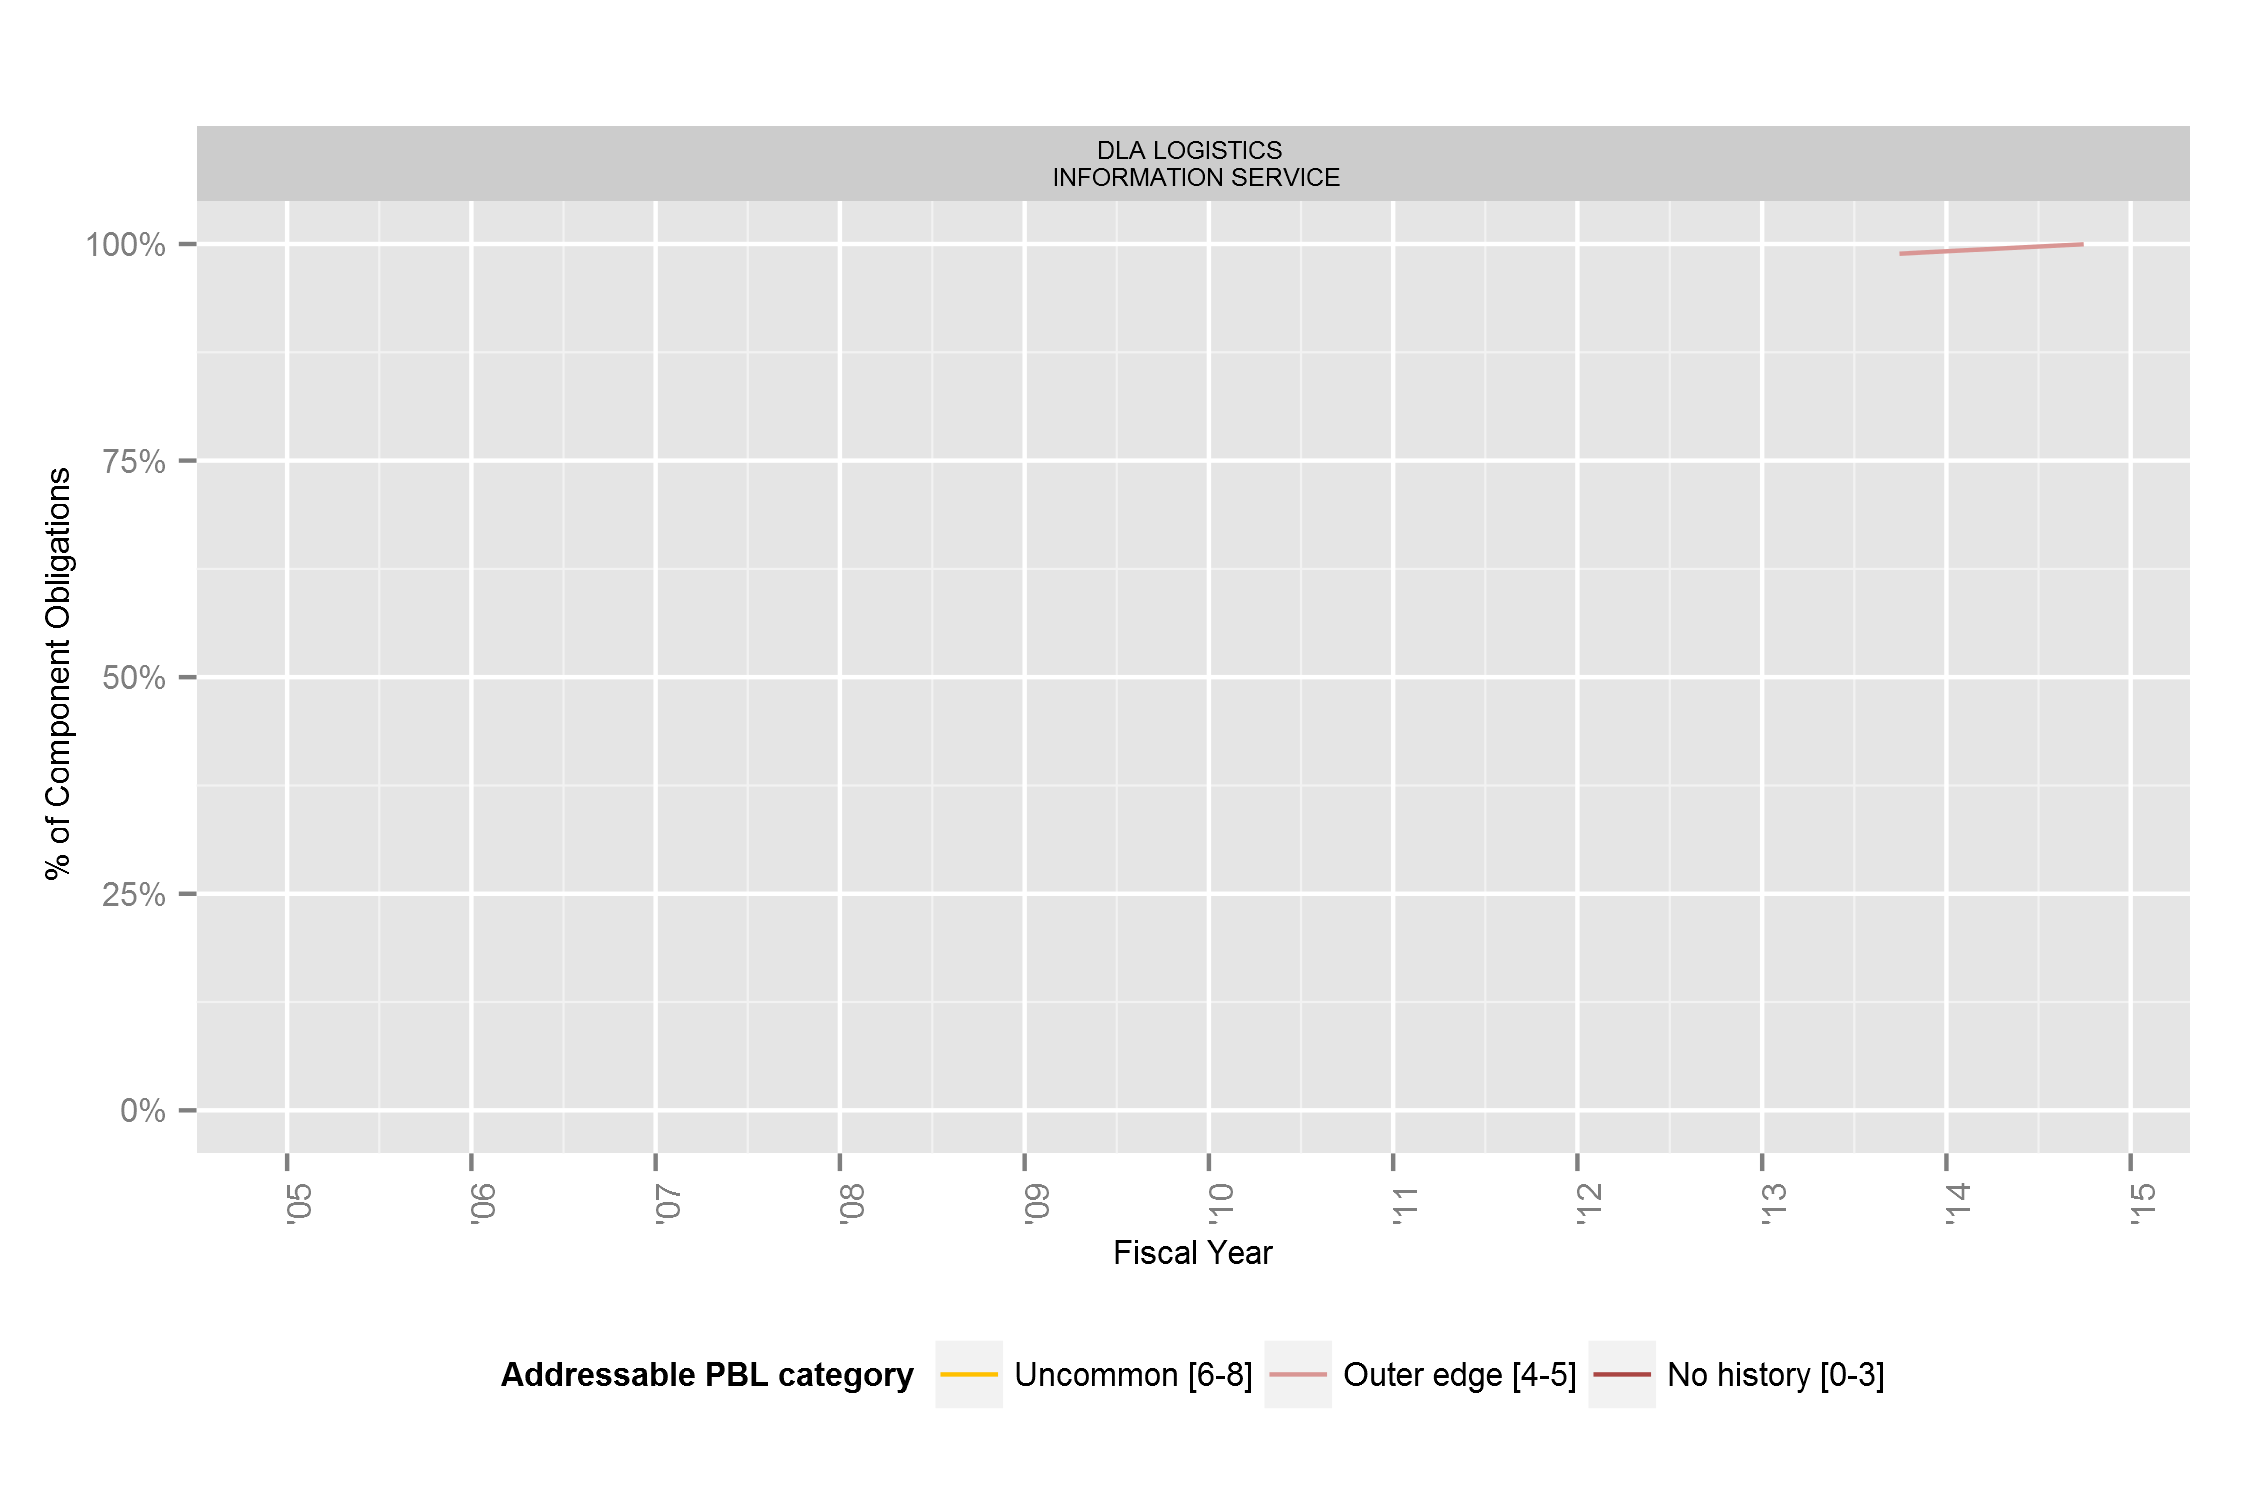 DLA LOGISTICS
INFORMATION SERVICE
100%
75%
50%
25%
0%
% of Component Obligations
'05 '06 '07 '08 '09 '10 '11 '12 '13 '14 '15
Fiscal Year
Addressable PBL category Uncommon [6-8] Outer edge [4-5] No history [0-3]